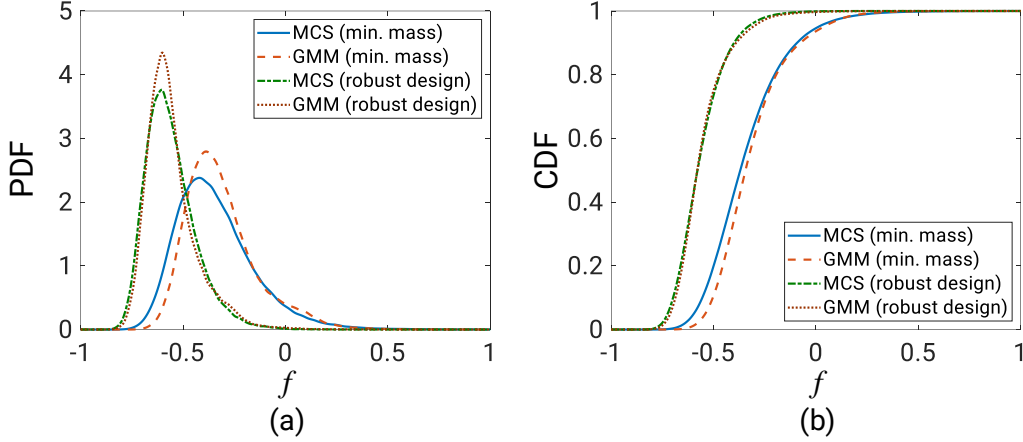 5
4
3
2
1
0
PDF
-1
-0.5
0
0.5
1
f
(a)
MCS (min. mass)
GMM (min. mass)
MCS (robust design)
GMM (robust design)
1
0.8
0.6
0.4
0.2
0
CDF
-1
-0.5
0
0.5
1
f
(b)
MCS (min. mass)
GMM (min. mass)
MCS (robust design)
GMM (robust design)